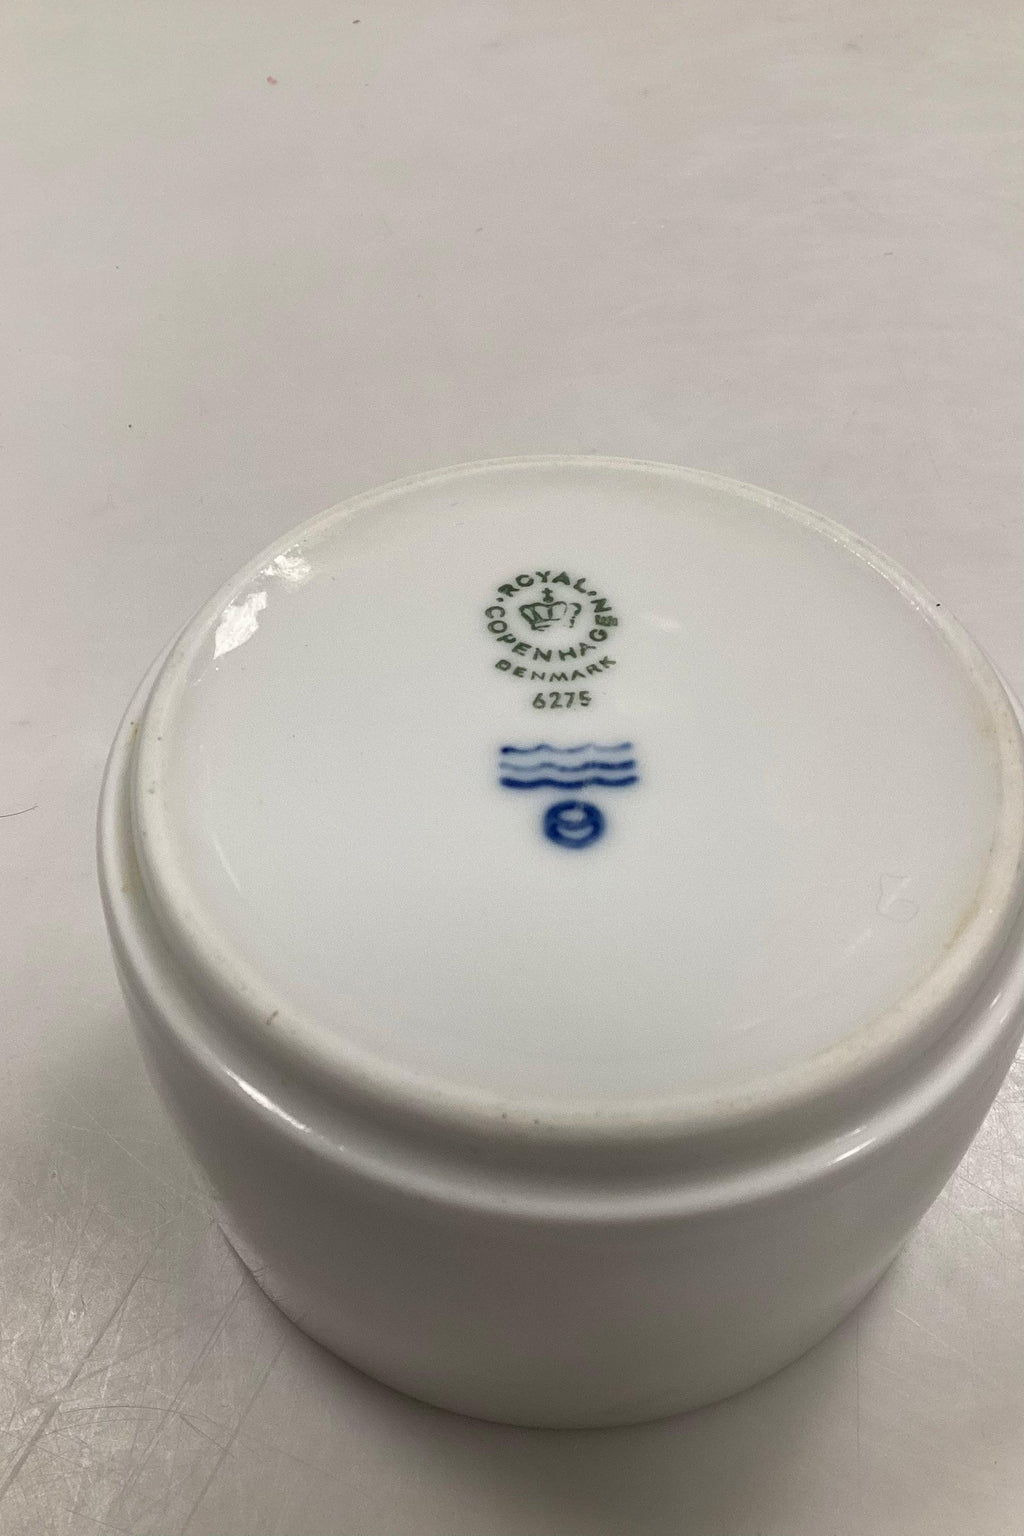 ROYAL
COPENHAGEN
DENMARK
6275